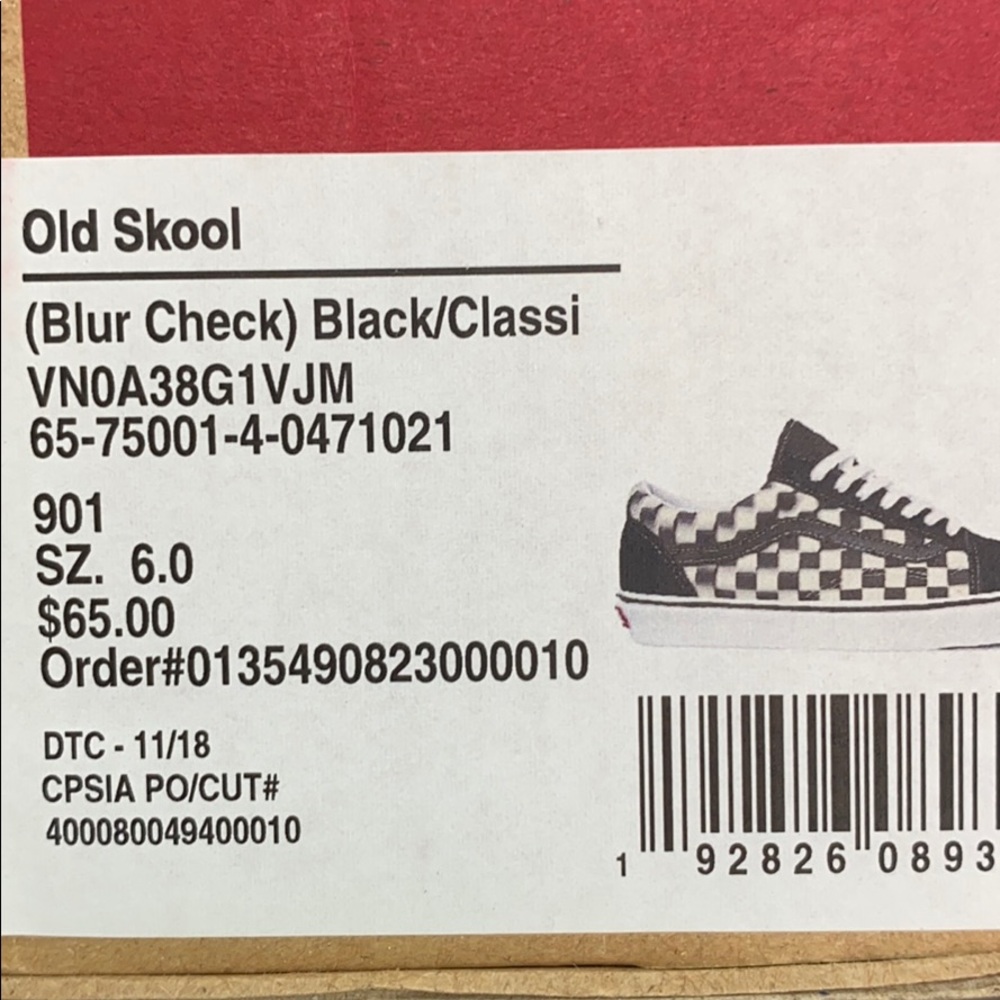 Old Skool
(Blur Check) Black/Classi
VN0A38G1VJM
65-75001-4-0471021
901
SZ. 6.0
$65.00
Order#0135490823000010
DTC - 11/18
CPSIA PO/CUT#
400080049400010
1 92826 0893